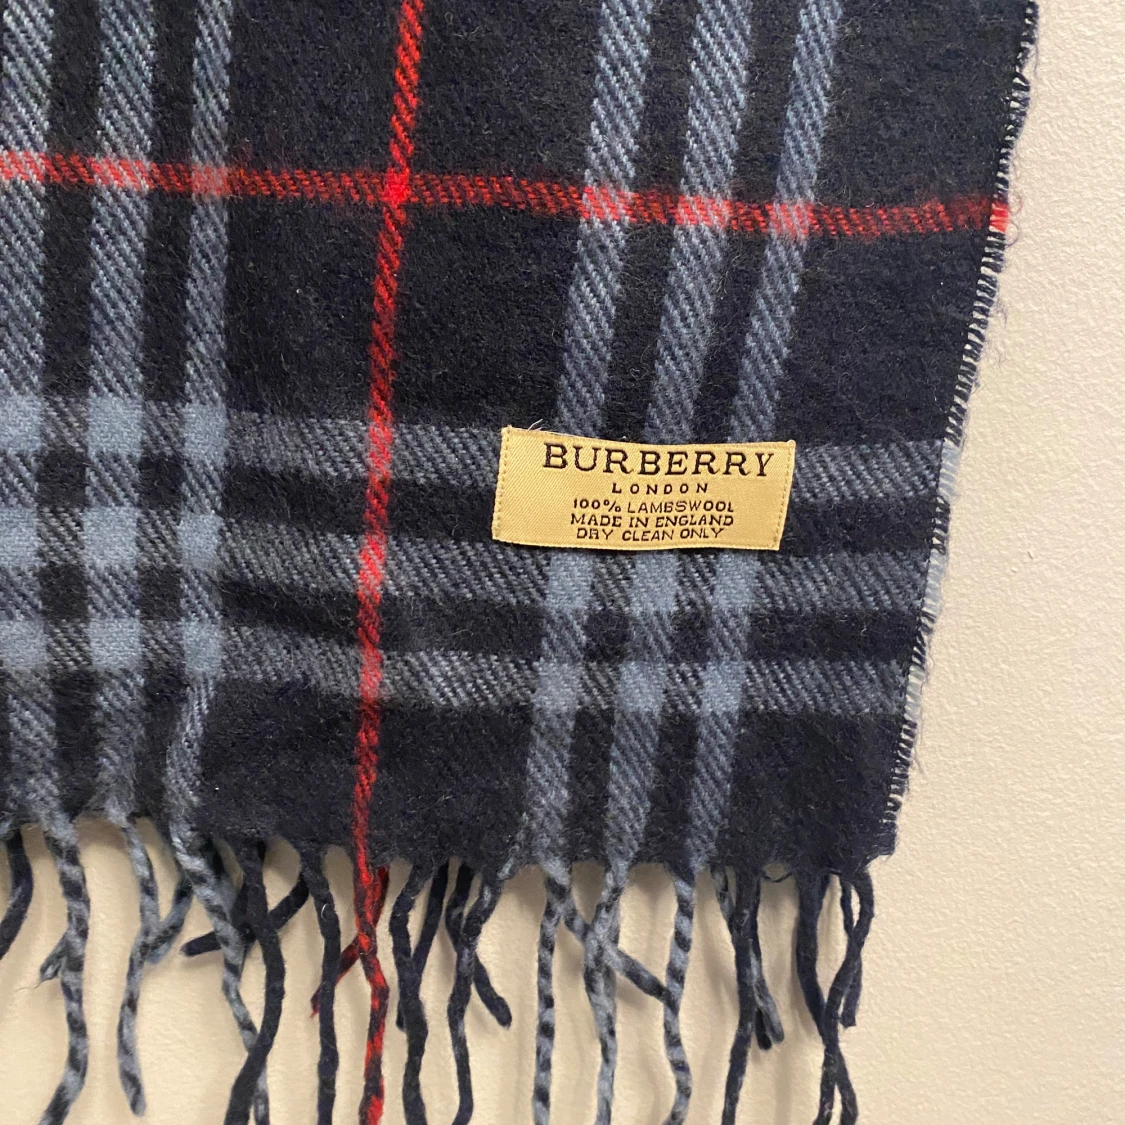 BURBERRY
LONDON
100% LAMBSWOOL
MADE IN ENGLAND
DRY CLEAN ONLY